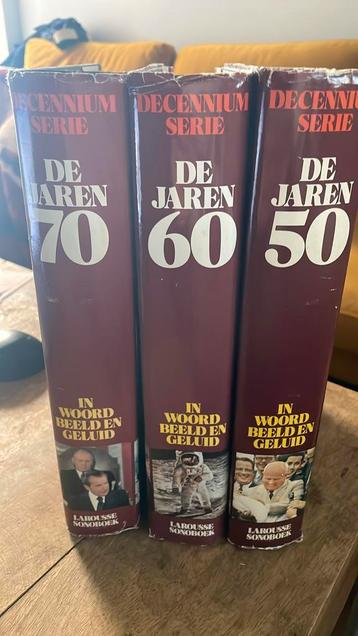 DECENNIUM
SERIE
DE
JAREN
70
IN
WOORD
BEELD EN
GELUID
LAROUSSE
SONOBOEK
DECENNIUM
SERIE
DE
JAREN
60
IN
WOORD
BEELD EN
GELUID
LAROUSSE
SONOBOEK
DECENNI
SERIE
DE
JAREN
50
IN
WOORD
BEELD EN
GELUID
LAROUSSE
SONOBOEK